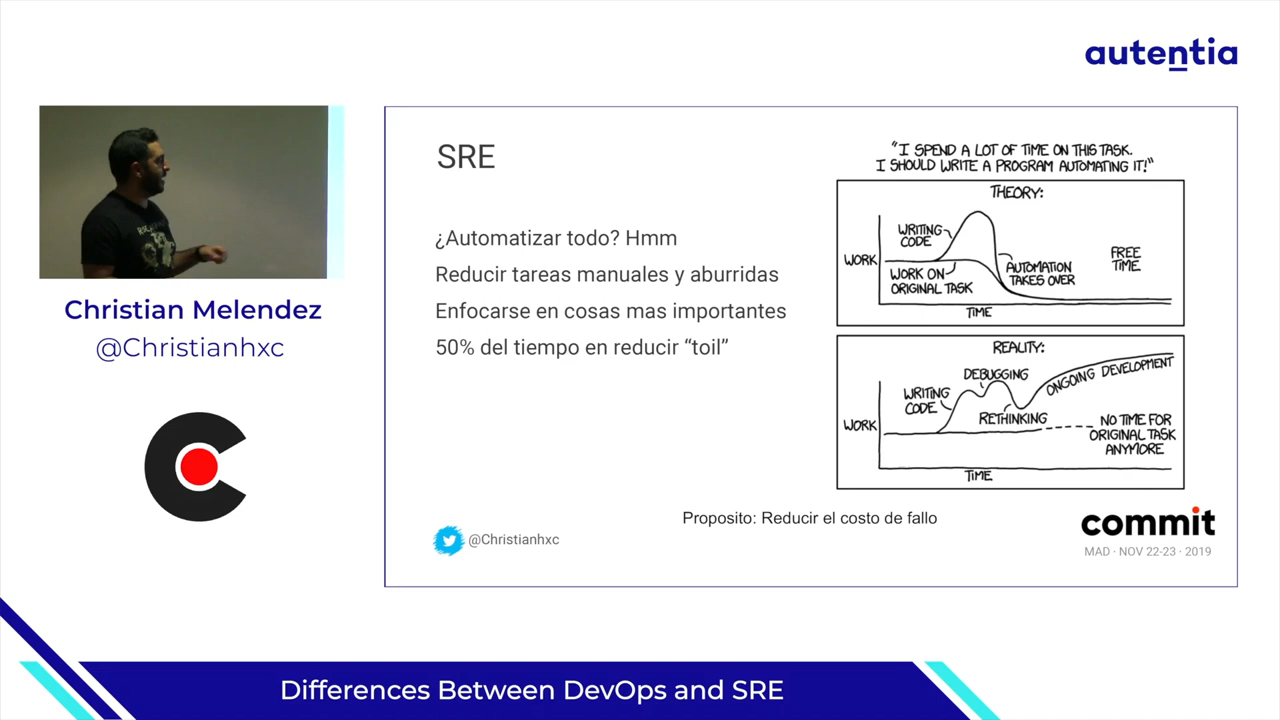 autentia
SRE
¿Automatizar todo? Hmm
Reducir tareas manuales y aburridas
Enfocarse en cosas mas importantes
50% del tiempo en reducir “toil”
"I SPEND A LOT OF TIME ON THIS TASK.
I SHOULD WRITE A PROGRAM AUTOMATING IT!"
THEORY:
WRITING
CODE
WORK
WORK ON
ORIGINAL TASK
AUTOMATION
TAKES OVER
FREE
TIME
TIME
REALITY:
WRITING
CODE
DEBUGGING
RETHINKING
ONGOING DEVELOPMENT
WORK
NO TIME FOR
ORIGINAL TASK
ANYMORE
TIME
Proposito: Reducir el costo de fallo
@Christianhxc
commit
MAD · NOV 22-23 · 2019
Christian Melendez
@Christianhxc
Differences Between DevOps and SRE